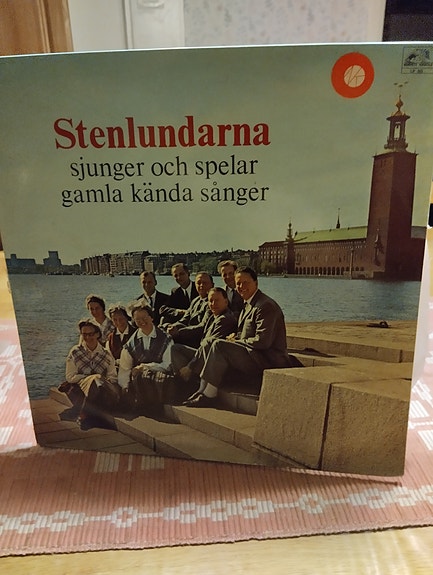 Stenlundarna
sjunger och spelar
gamla kända sånger